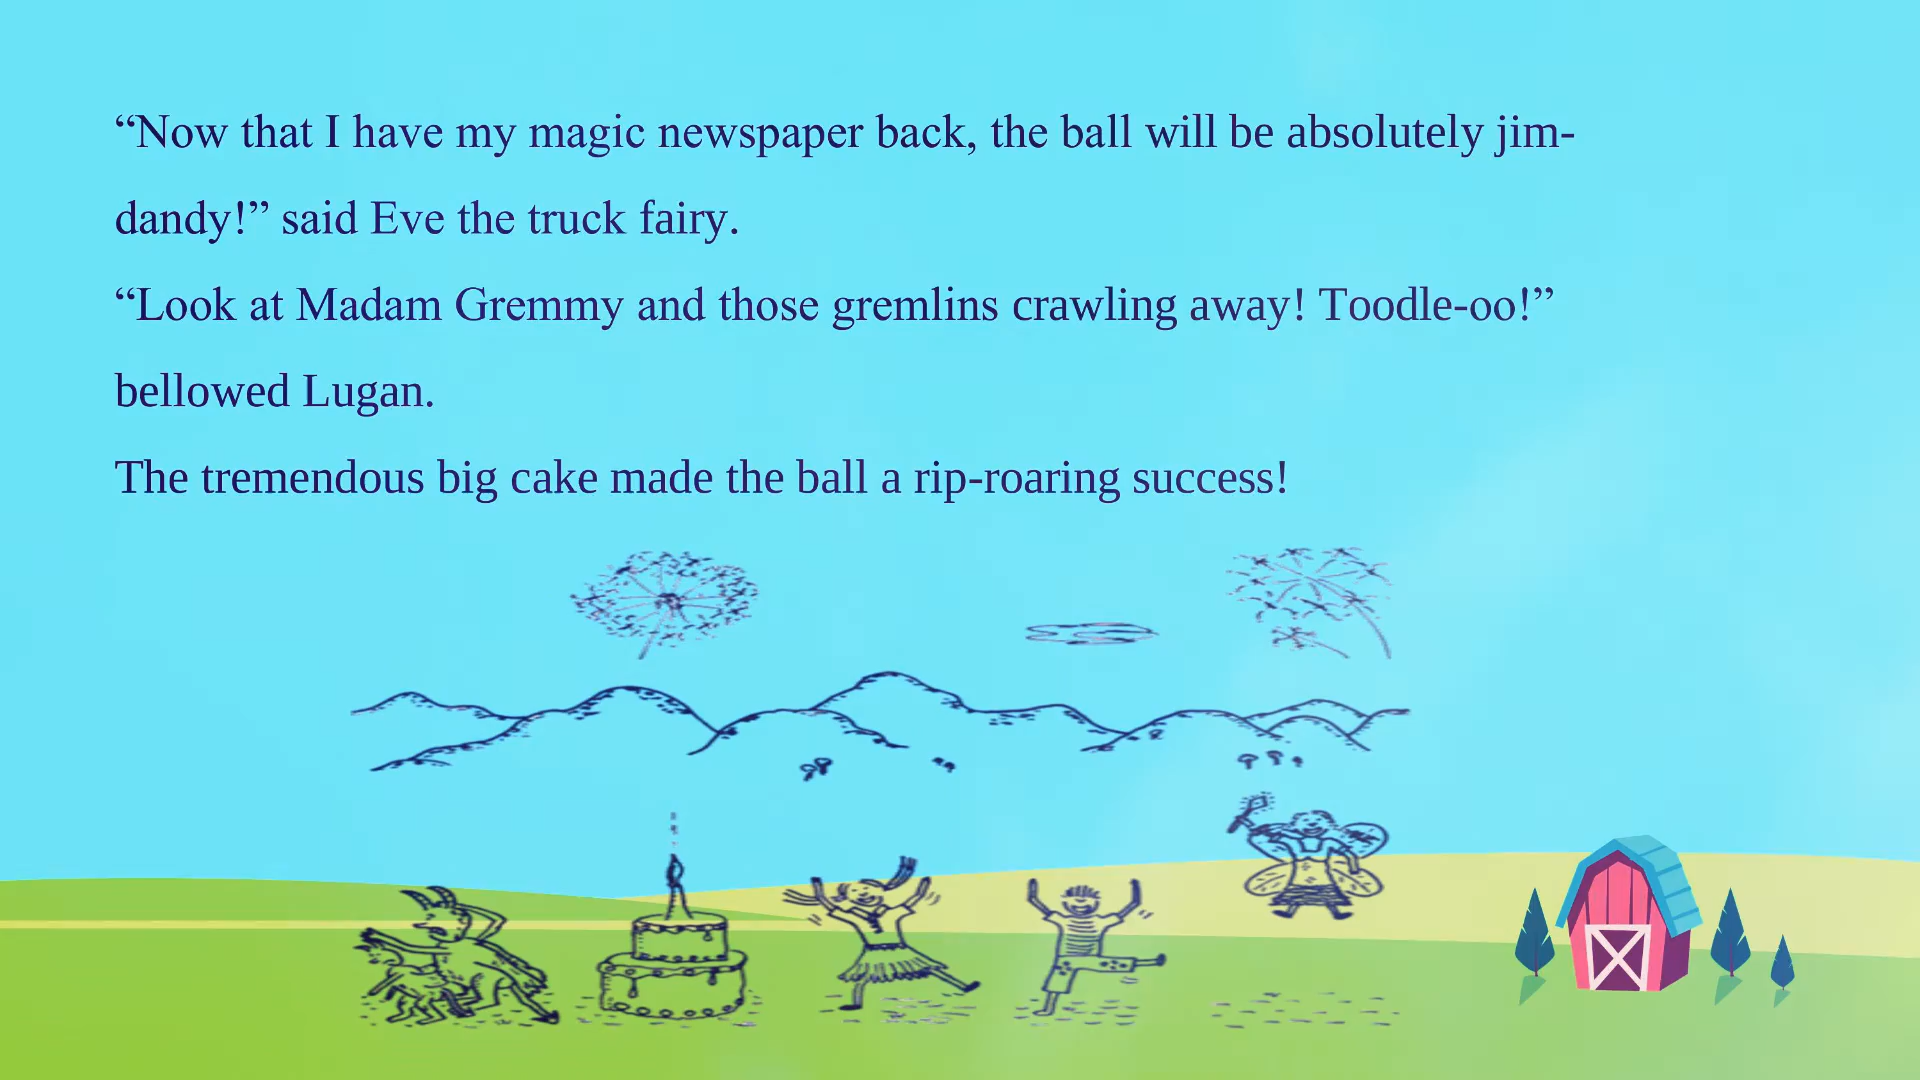 “Now that I have my magic newspaper back, the ball will be absolutely jim-
dandy!” said Eve the truck fairy.
“Look at Madam Gremmy and those gremlins crawling away! Toodle-oo!”
bellowed Lugan.
The tremendous big cake made the ball a rip-roaring success!